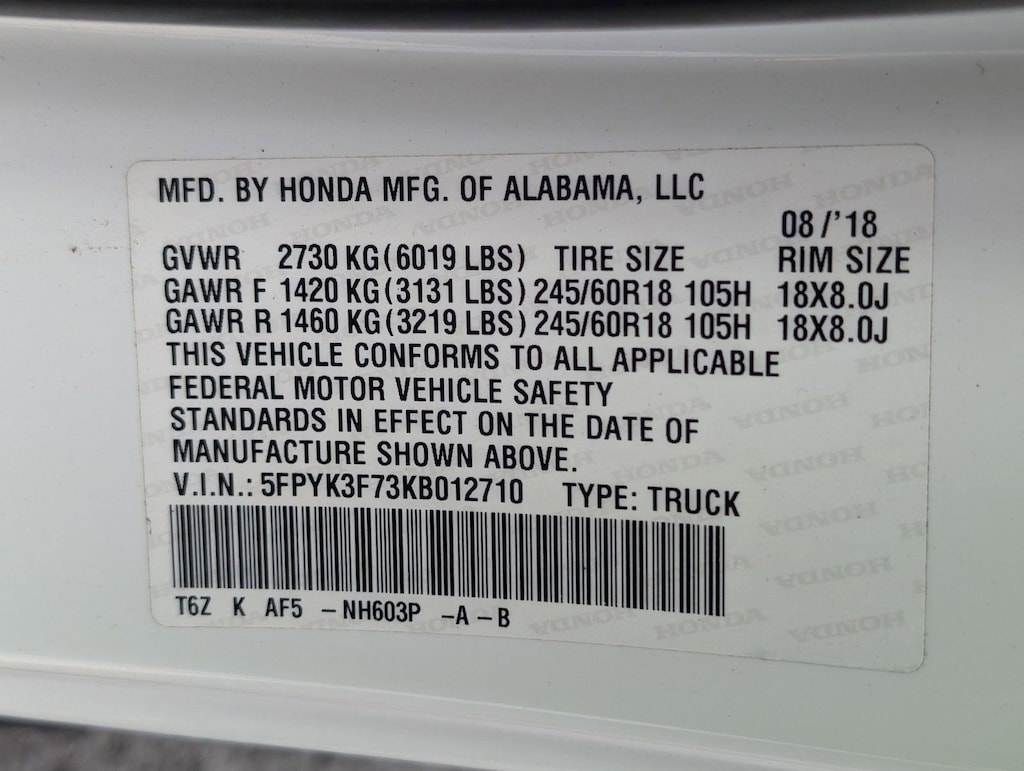 MFD. BY HONDA MFG. OF ALABAMA, LLC
08/'18
GVWR 2730 KG(6019 LBS) TIRE SIZE RIM SIZE
GAWR F 1420 KG(3131 LBS) 245/60R18 105H 18X8.0J
GAWR R 1460 KG(3219 LBS) 245/60R18 105H 18X8.0J
THIS VEHICLE CONFORMS TO ALL APPLICABLE
FEDERAL MOTOR VEHICLE SAFETY
STANDARDS IN EFFECT ON THE DATE OF
MANUFACTURE SHOWN ABOVE.
V.I.N.: 5FPYK3F73KB012710 TYPE: TRUCK
T6Z K AF5 -NH603P -A -B